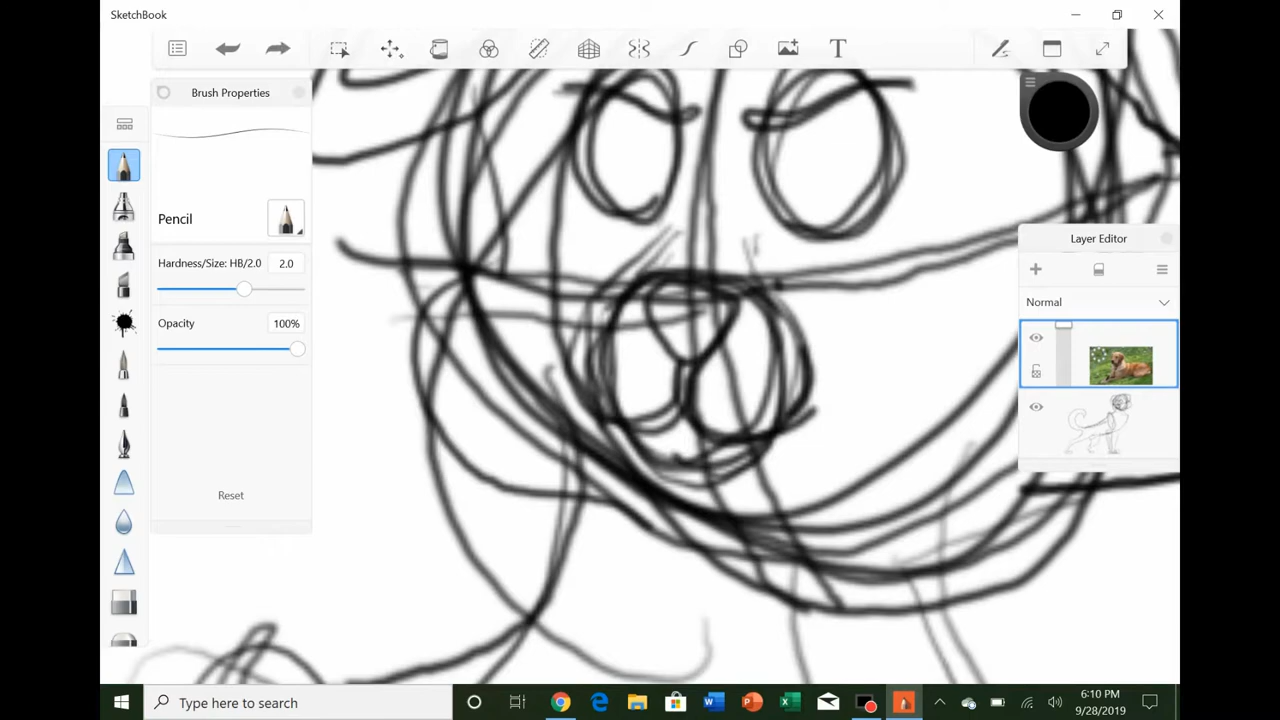 SketchBook
T
Brush Properties
Pencil
Hardness/Size: HB/2.0 2.0
Opacity 100%
Reset
Layer Editor
Normal
Type here to search
6:10 PM
9/28/2019